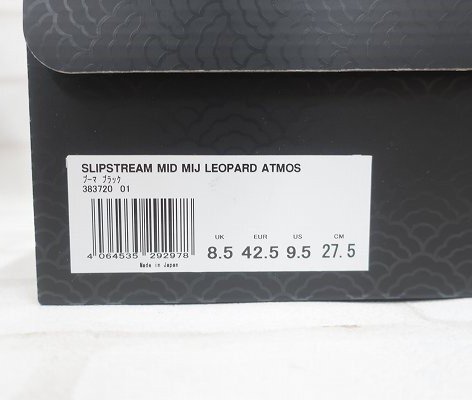 SLIPSTREAM MID MIJ LEOPARD ATMOS
プーマ ブラック
383720 01
UK EUR US CM
8.5 42.5 9.5 27.5
4 064535 292978
Made in Japan